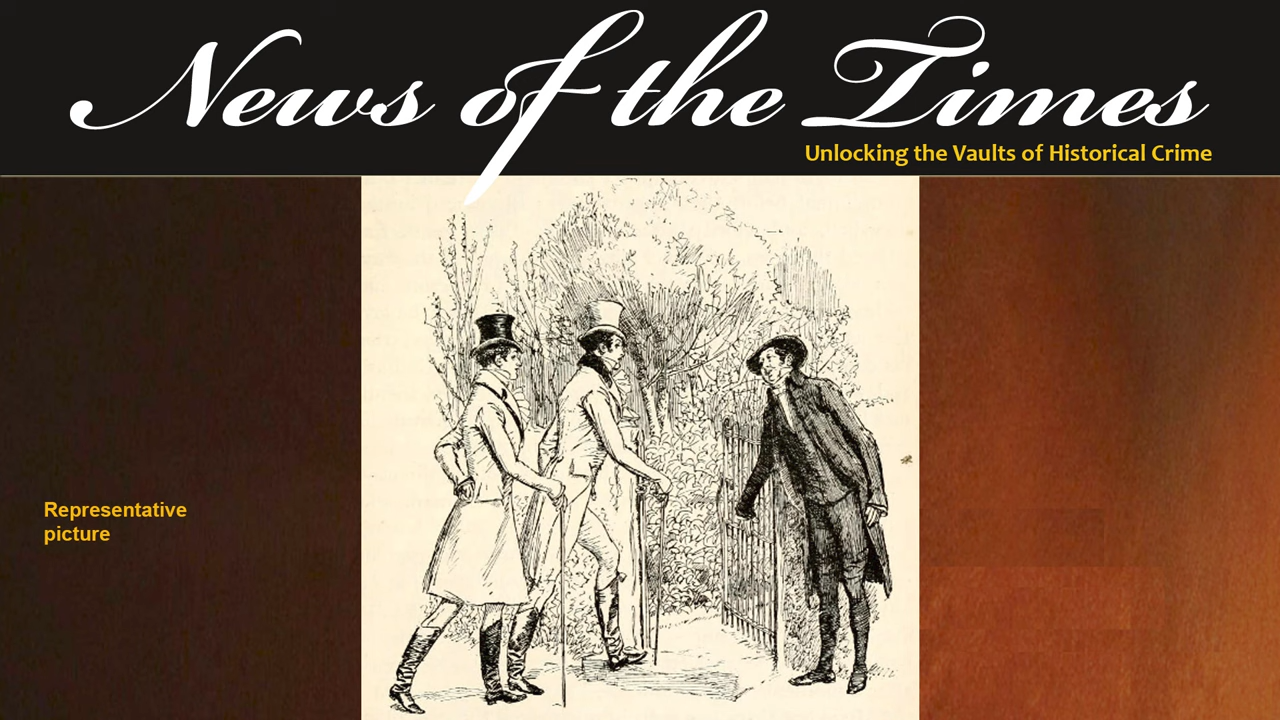 News of the Times
Unlocking the Vaults of Historical Crime
Representative
picture